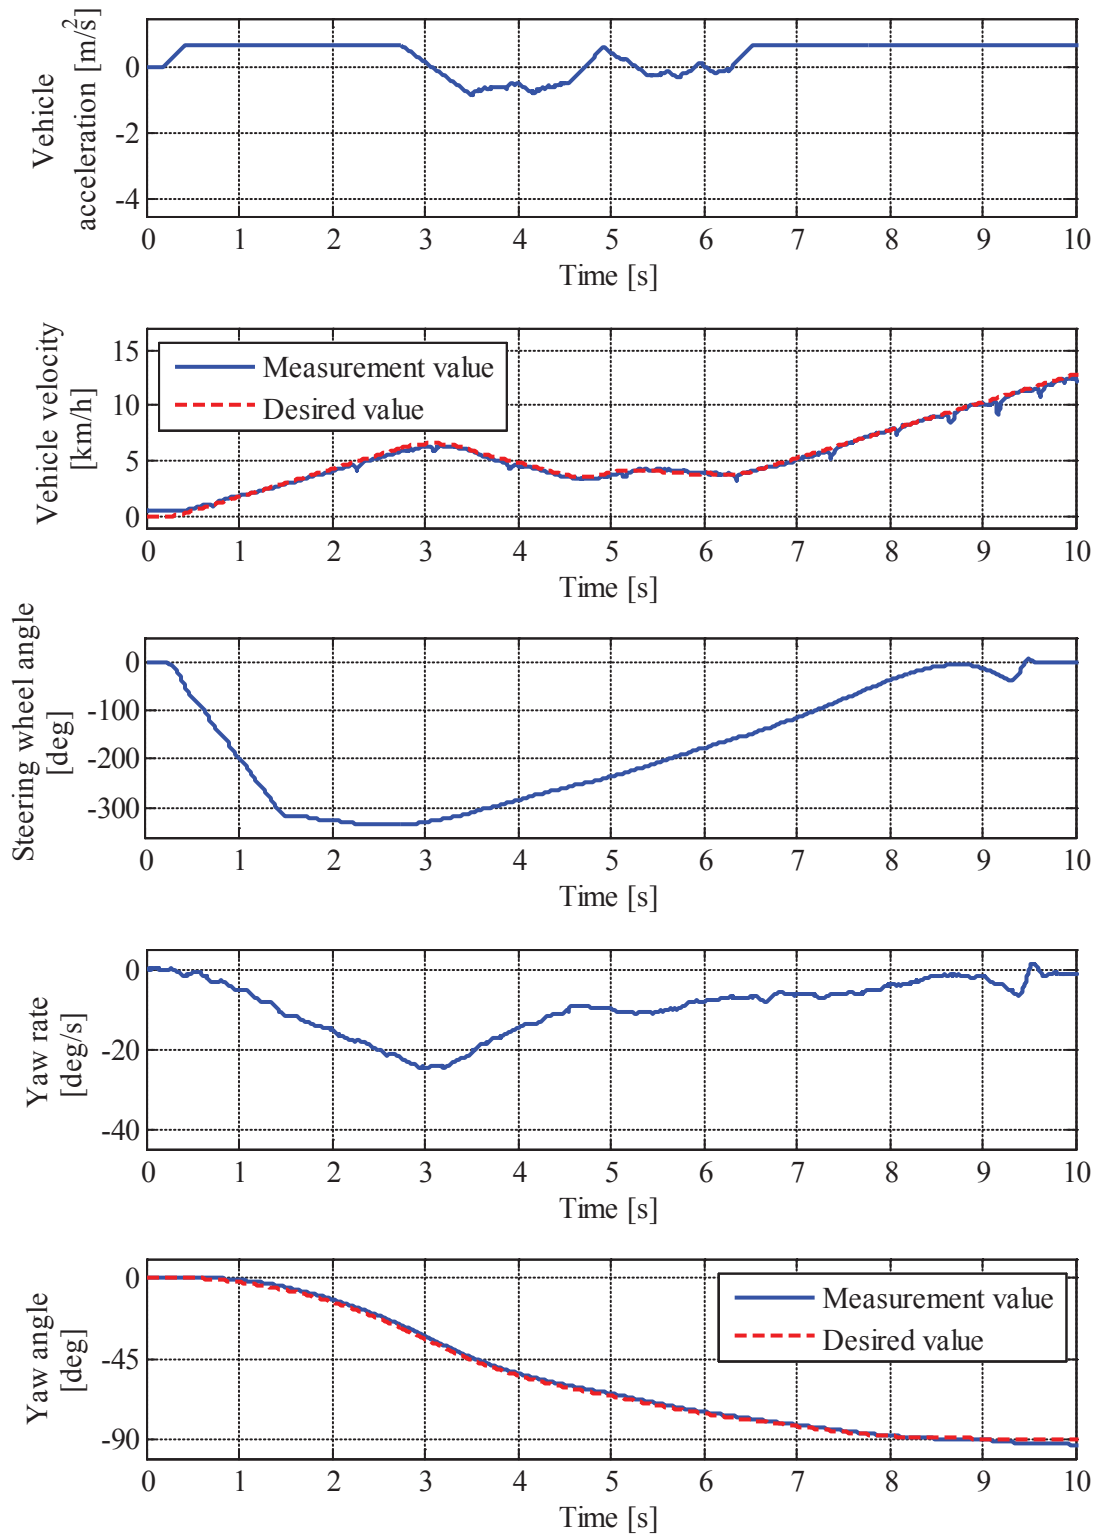 Vehicle
acceleration [m/s²]
0
-2
-4
0 1 2 3 4 5 6 7 8 9 10
Time [s]
Vehicle velocity
[km/h]
15
10
5
0
Measurement value
Desired value
0 1 2 3 4 5 6 7 8 9 10
Time [s]
Steering wheel angle
[deg]
0
-100
-200
-300
0 1 2 3 4 5 6 7 8 9 10
Time [s]
Yaw rate
[deg/s]
0
-20
-40
0 1 2 3 4 5 6 7 8 9 10
Time [s]
Yaw angle
[deg]
0
-45
-90
Measurement value
Desired value
0 1 2 3 4 5 6 7 8 9 10
Time [s]